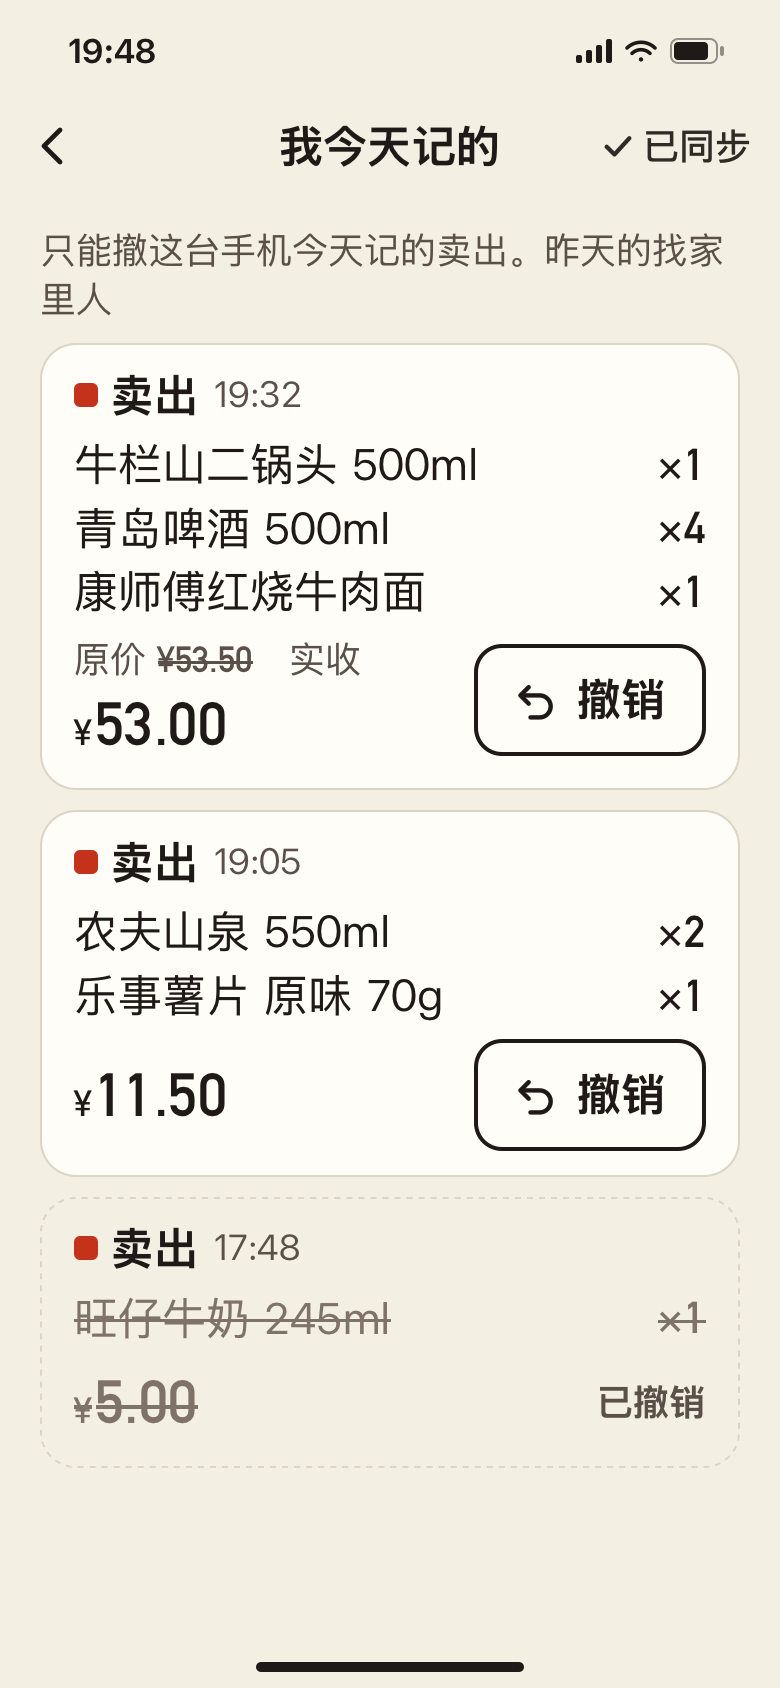 19:48
我今天记的
已同步
只能撤这台手机今天记的卖出。昨天的找家
里人
卖出 19:32
牛栏山二锅头 500ml ×1
青岛啤酒 500ml ×4
康师傅红烧牛肉面 ×1
原价 ¥53.50 实收
¥53.00
撤销
卖出 19:05
农夫山泉 550ml ×2
乐事薯片 原味 70g ×1
¥11.50
撤销
卖出 17:48
旺仔牛奶 245ml ×1
¥5.00
已撤销